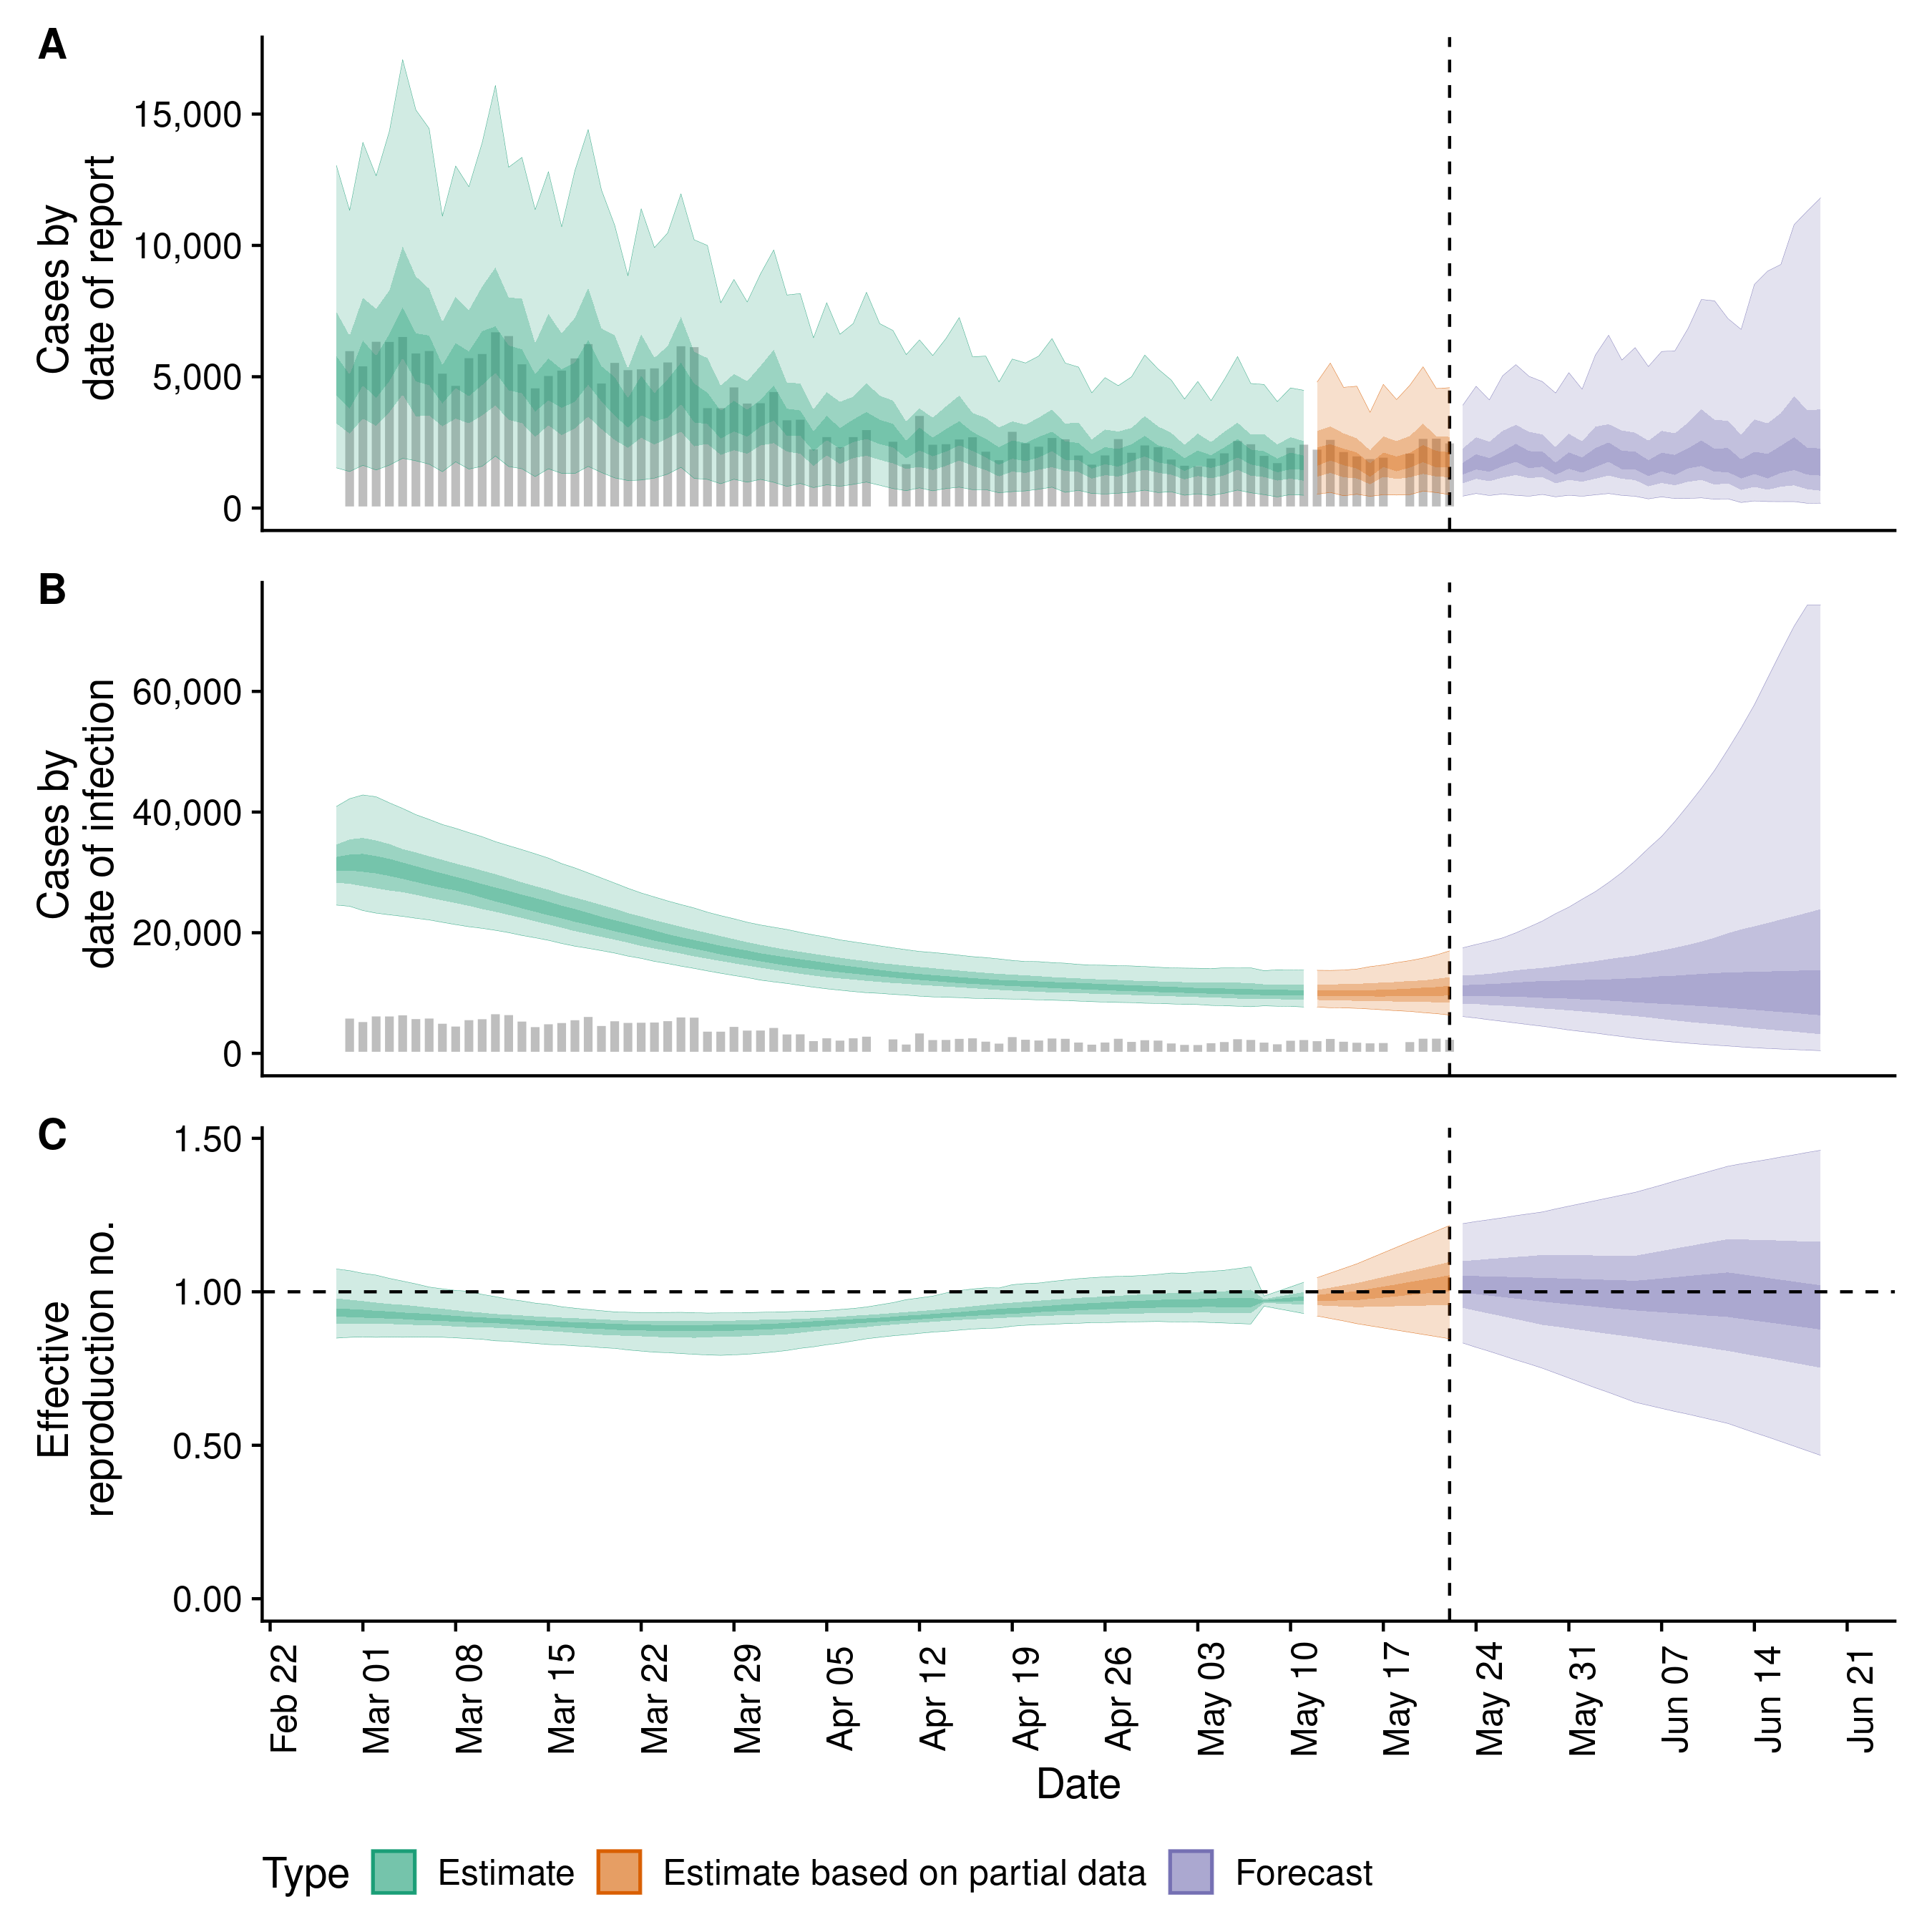 A
Cases by
date of report
15,000
10,000
5,000
0
B
Cases by
date of infection
60,000
40,000
20,000
0
C
Effective
reproduction no.
1.50
1.00
0.50
0.00
Feb 22
Mar 01
Mar 08
Mar 15
Mar 22
Mar 29
Apr 05
Apr 12
Apr 19
Apr 26
May 03
May 10
May 17
May 24
May 31
Jun 07
Jun 14
Jun 21
Date
Type Estimate Estimate based on partial data Forecast